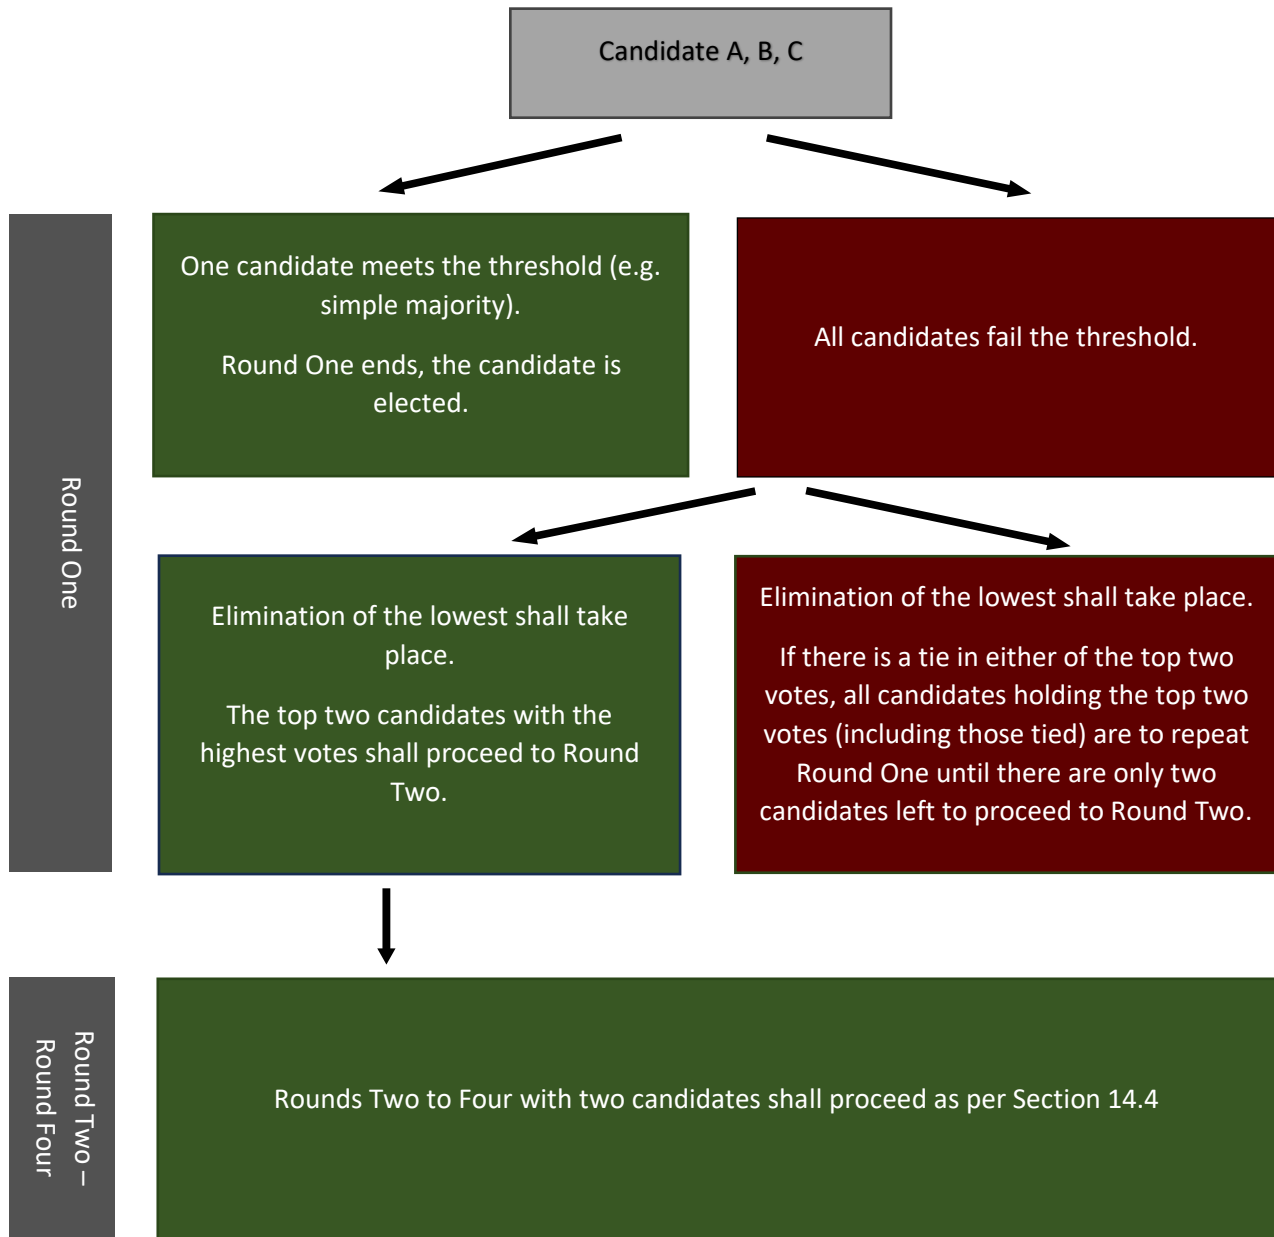 Candidate A, B, C
Round One
One candidate meets the threshold (e.g.
simple majority).
Round One ends, the candidate is
elected.
All candidates fail the threshold.
Elimination of the lowest shall take
place.
The top two candidates with the
highest votes shall proceed to Round
Two.
Elimination of the lowest shall take place.
If there is a tie in either of the top two
votes, all candidates holding the top two
votes (including those tied) are to repeat
Round One until there are only two
candidates left to proceed to Round Two.
Round Two –
Round Four
Rounds Two to Four with two candidates shall proceed as per Section 14.4